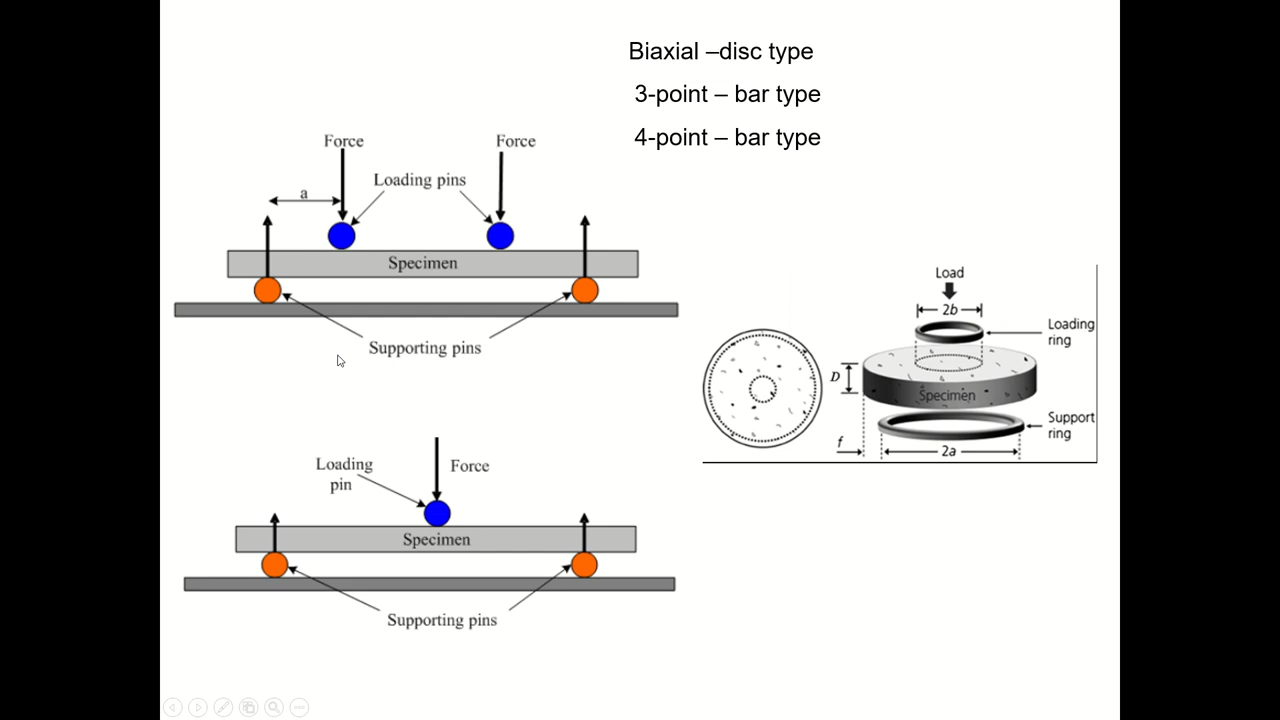 Biaxial –disc type
3-point – bar type
4-point – bar type
Force
Force
Loading pins
a
Specimen
Supporting pins
Load
2b
Loading
ring
D
Specimen
Support
ring
f
2a
Loading
pin
Force
Specimen
Supporting pins